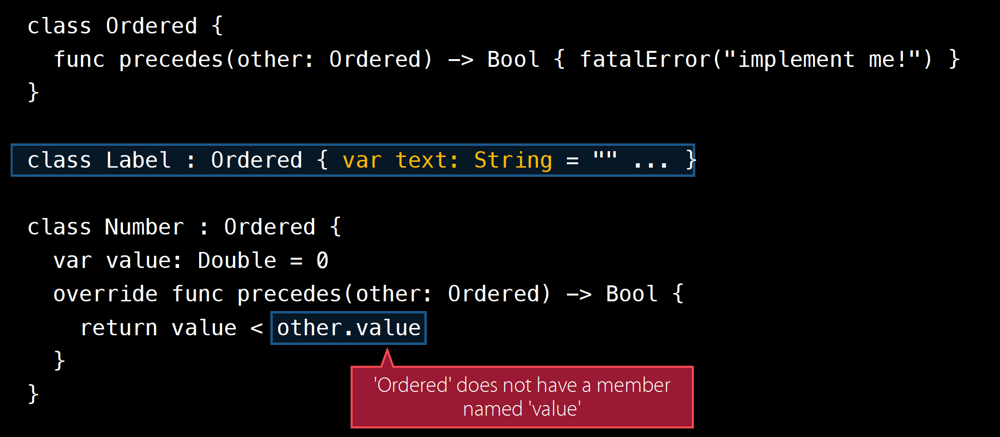 class Ordered {
  func precedes(other: Ordered) -> Bool { fatalError("implement me!") }
}
class Label : Ordered { var text: String = "" ... }
class Number : Ordered {
  var value: Double = 0
  override func precedes(other: Ordered) -> Bool {
    return value < other.value
  }
}
'Ordered' does not have a member
named 'value'